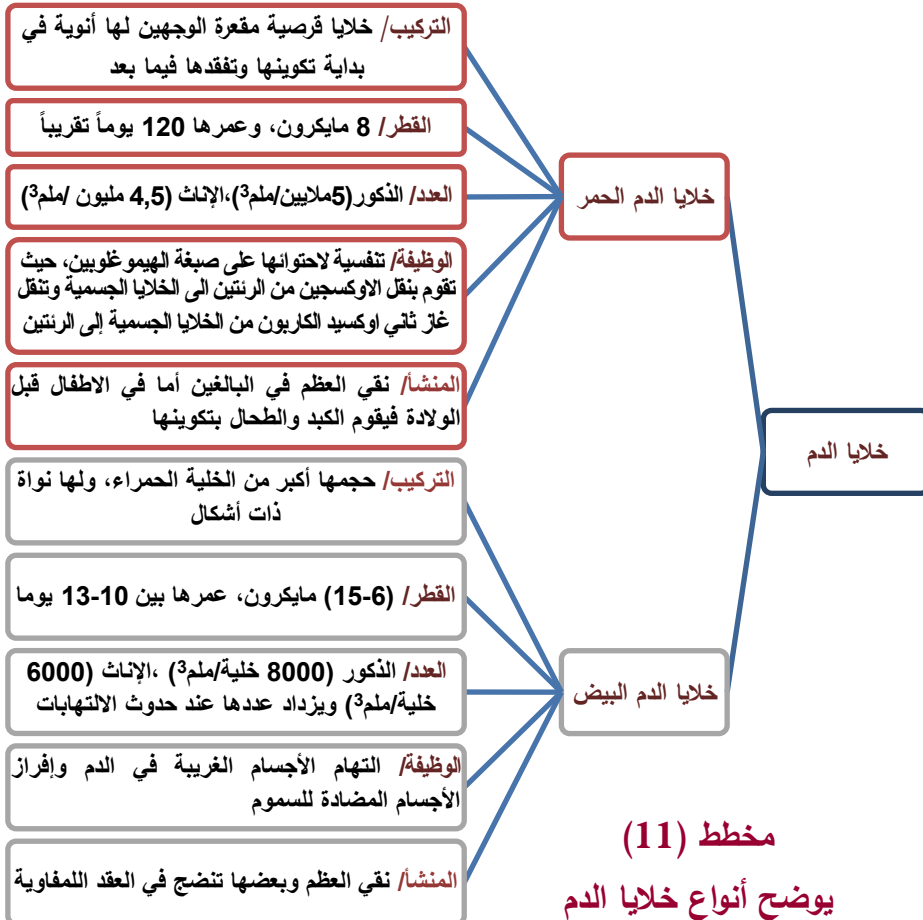 خلايا الدم
خلايا الدم الحمر
التركيب/ خلايا قرصية مقعرة الوجهين لها أنوية في
بداية تكوينها وتفقدها فيما بعد
القطر/ 8 مايكرون، وعمرها 120 يوماً تقريباً
العدد/ الذكور(5ملايين/ملم³)،الإناث (4,5 مليون /ملم³)
الوظيفة/ تنفسية لاحتوائها على صبغة الهيموغلوبين، حيث
تقوم بنقل الاوكسجين من الرئتين الى الخلايا الجسمية وتنقل
غاز ثاني اوكسيد الكاربون من الخلايا الجسمية إلى الرئتين
المنشأ/ نقي العظم في البالغين أما في الاطفال قبل
الولادة فيقوم الكبد والطحال بتكوينها
خلايا الدم البيض
التركيب/ حجمها أكبر من الخلية الحمراء، ولها نواة
ذات أشكال
القطر/ (6-15) مايكرون، عمرها بين 10-13 يوما
العدد/ الذكور (8000 خلية/ملم³) ،الإناث (6000
خلية/ملم³) ويزداد عددها عند حدوث الالتهابات
الوظيفة/ التهام الأجسام الغريبة في الدم وإفراز
الأجسام المضادة للسموم
المنشأ/ نقي العظم وبعضها تنضج في العقد اللمفاوية
مخطط (11)
يوضح أنواع خلايا الدم